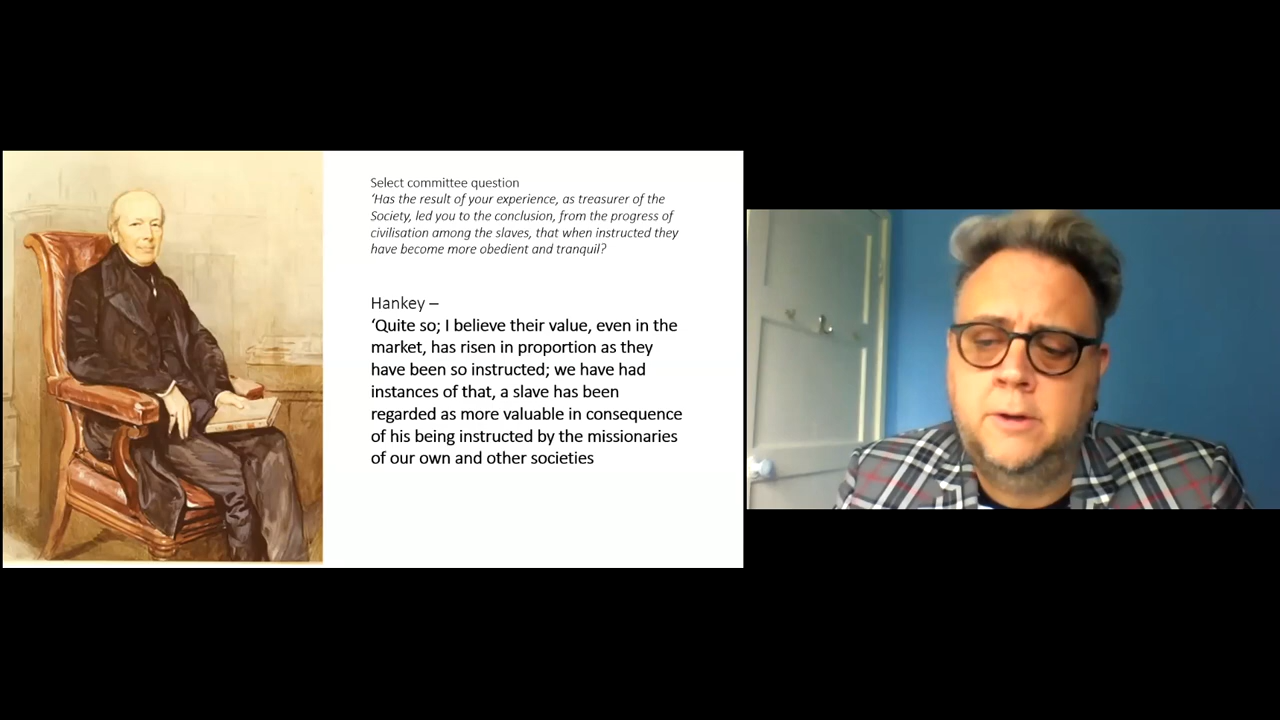 Select committee question
‘Has the result of your experience, as treasurer of the
Society, led you to the conclusion, from the progress of
civilisation among the slaves, that when instructed they
have become more obedient and tranquil?
Hankey –
‘Quite so; I believe their value, even in the
market, has risen in proportion as they
have been so instructed; we have had
instances of that, a slave has been
regarded as more valuable in consequence
of his being instructed by the missionaries
of our own and other societies